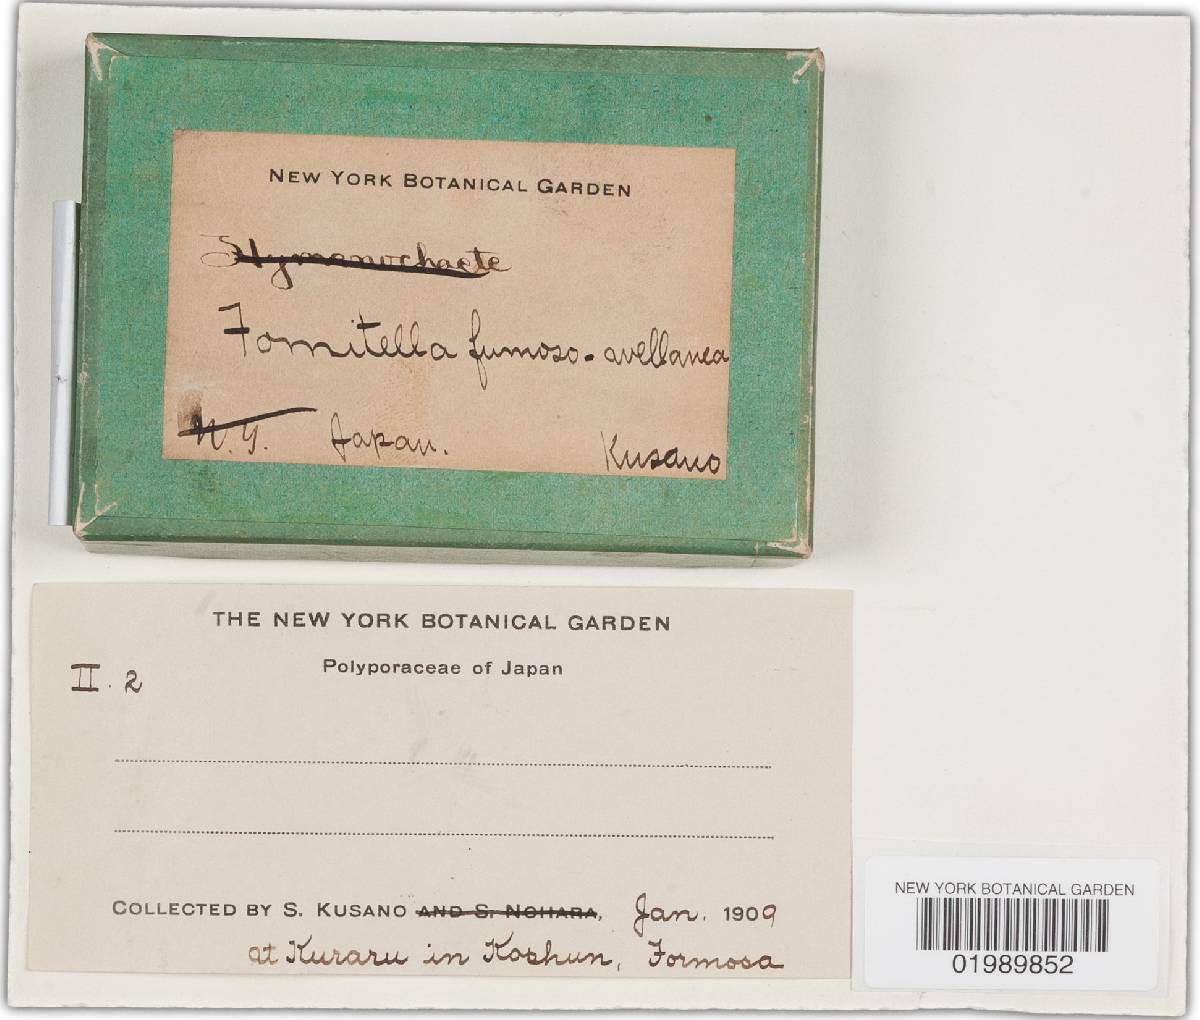 NEW YORK BOTANICAL GARDEN
Hymenochaete
Fomitella fumoso-avellanea
N.Y. Japan. Kusano
THE NEW YORK BOTANICAL GARDEN
Polyporaceae of Japan
II. 2
COLLECTED BY S. KUSANO AND S. NOHARA, Jan. 1909
at Kuraru in Koshun, Formosa
NEW YORK BOTANICAL GARDEN
01989852